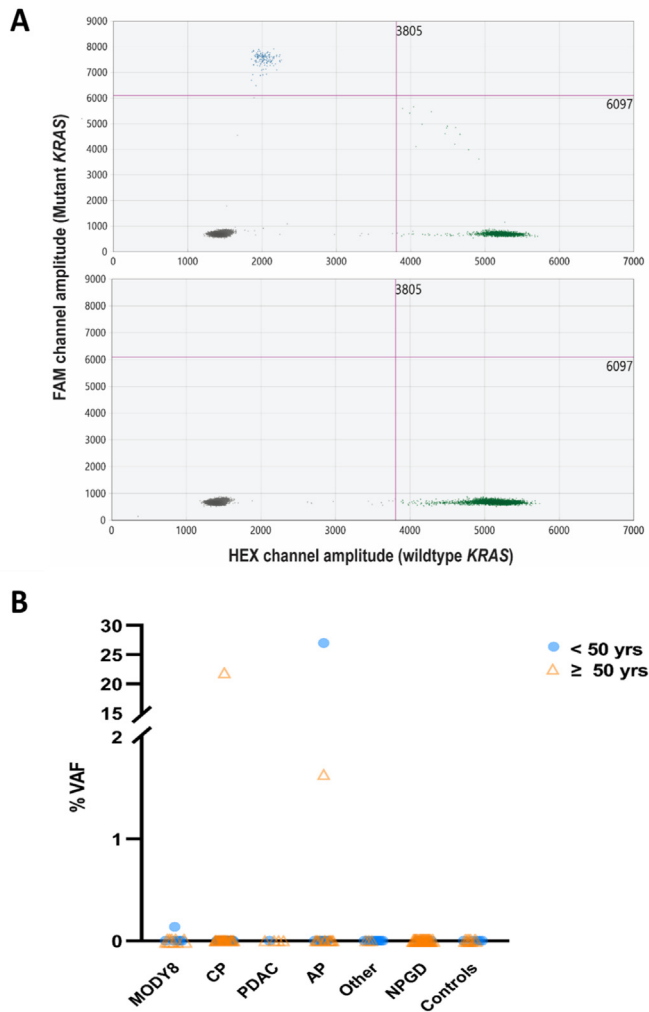 A
9000
8000
7000
6000
5000
4000
3000
2000
1000
0
3805
6097
0 1000 2000 3000 4000 5000 6000 7000
9000
8000
7000
6000
5000
4000
3000
2000
1000
0
3805
6097
0 1000 2000 3000 4000 5000 6000 7000
FAM channel amplitude (Mutant KRAS)
HEX channel amplitude (wildtype KRAS)
B
30
25
20
15
2
1
0
% VAF
< 50 yrs
≥ 50 yrs
MODY8
CP
PDAC
AP
Other
NPGD
Controls